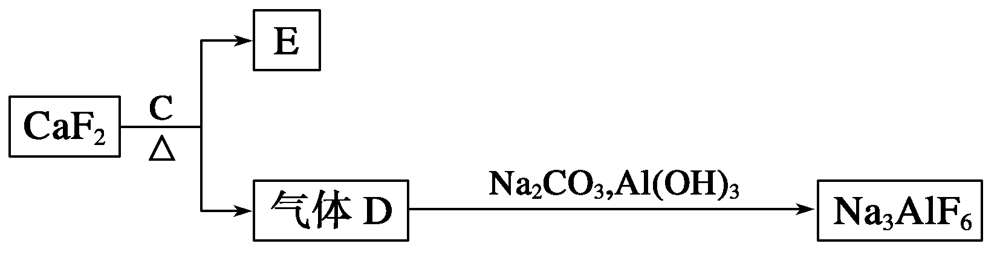 E
CaF₂
C
△
气体 D
Na₂CO₃,Al(OH)₃
Na₃AlF₆